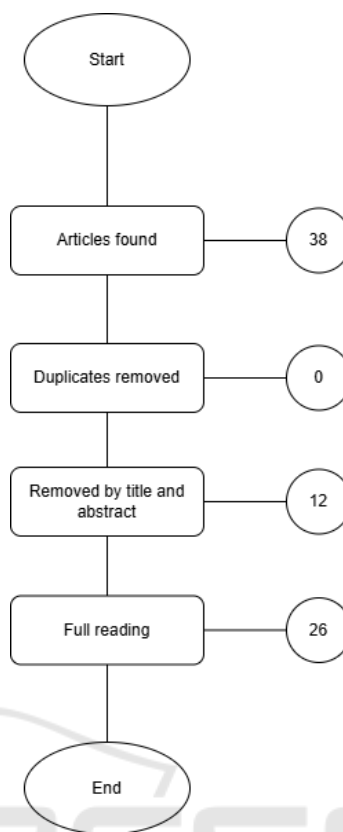 Start
Articles found
38
Duplicates removed
0
Removed by title and
abstract
12
Full reading
26
End